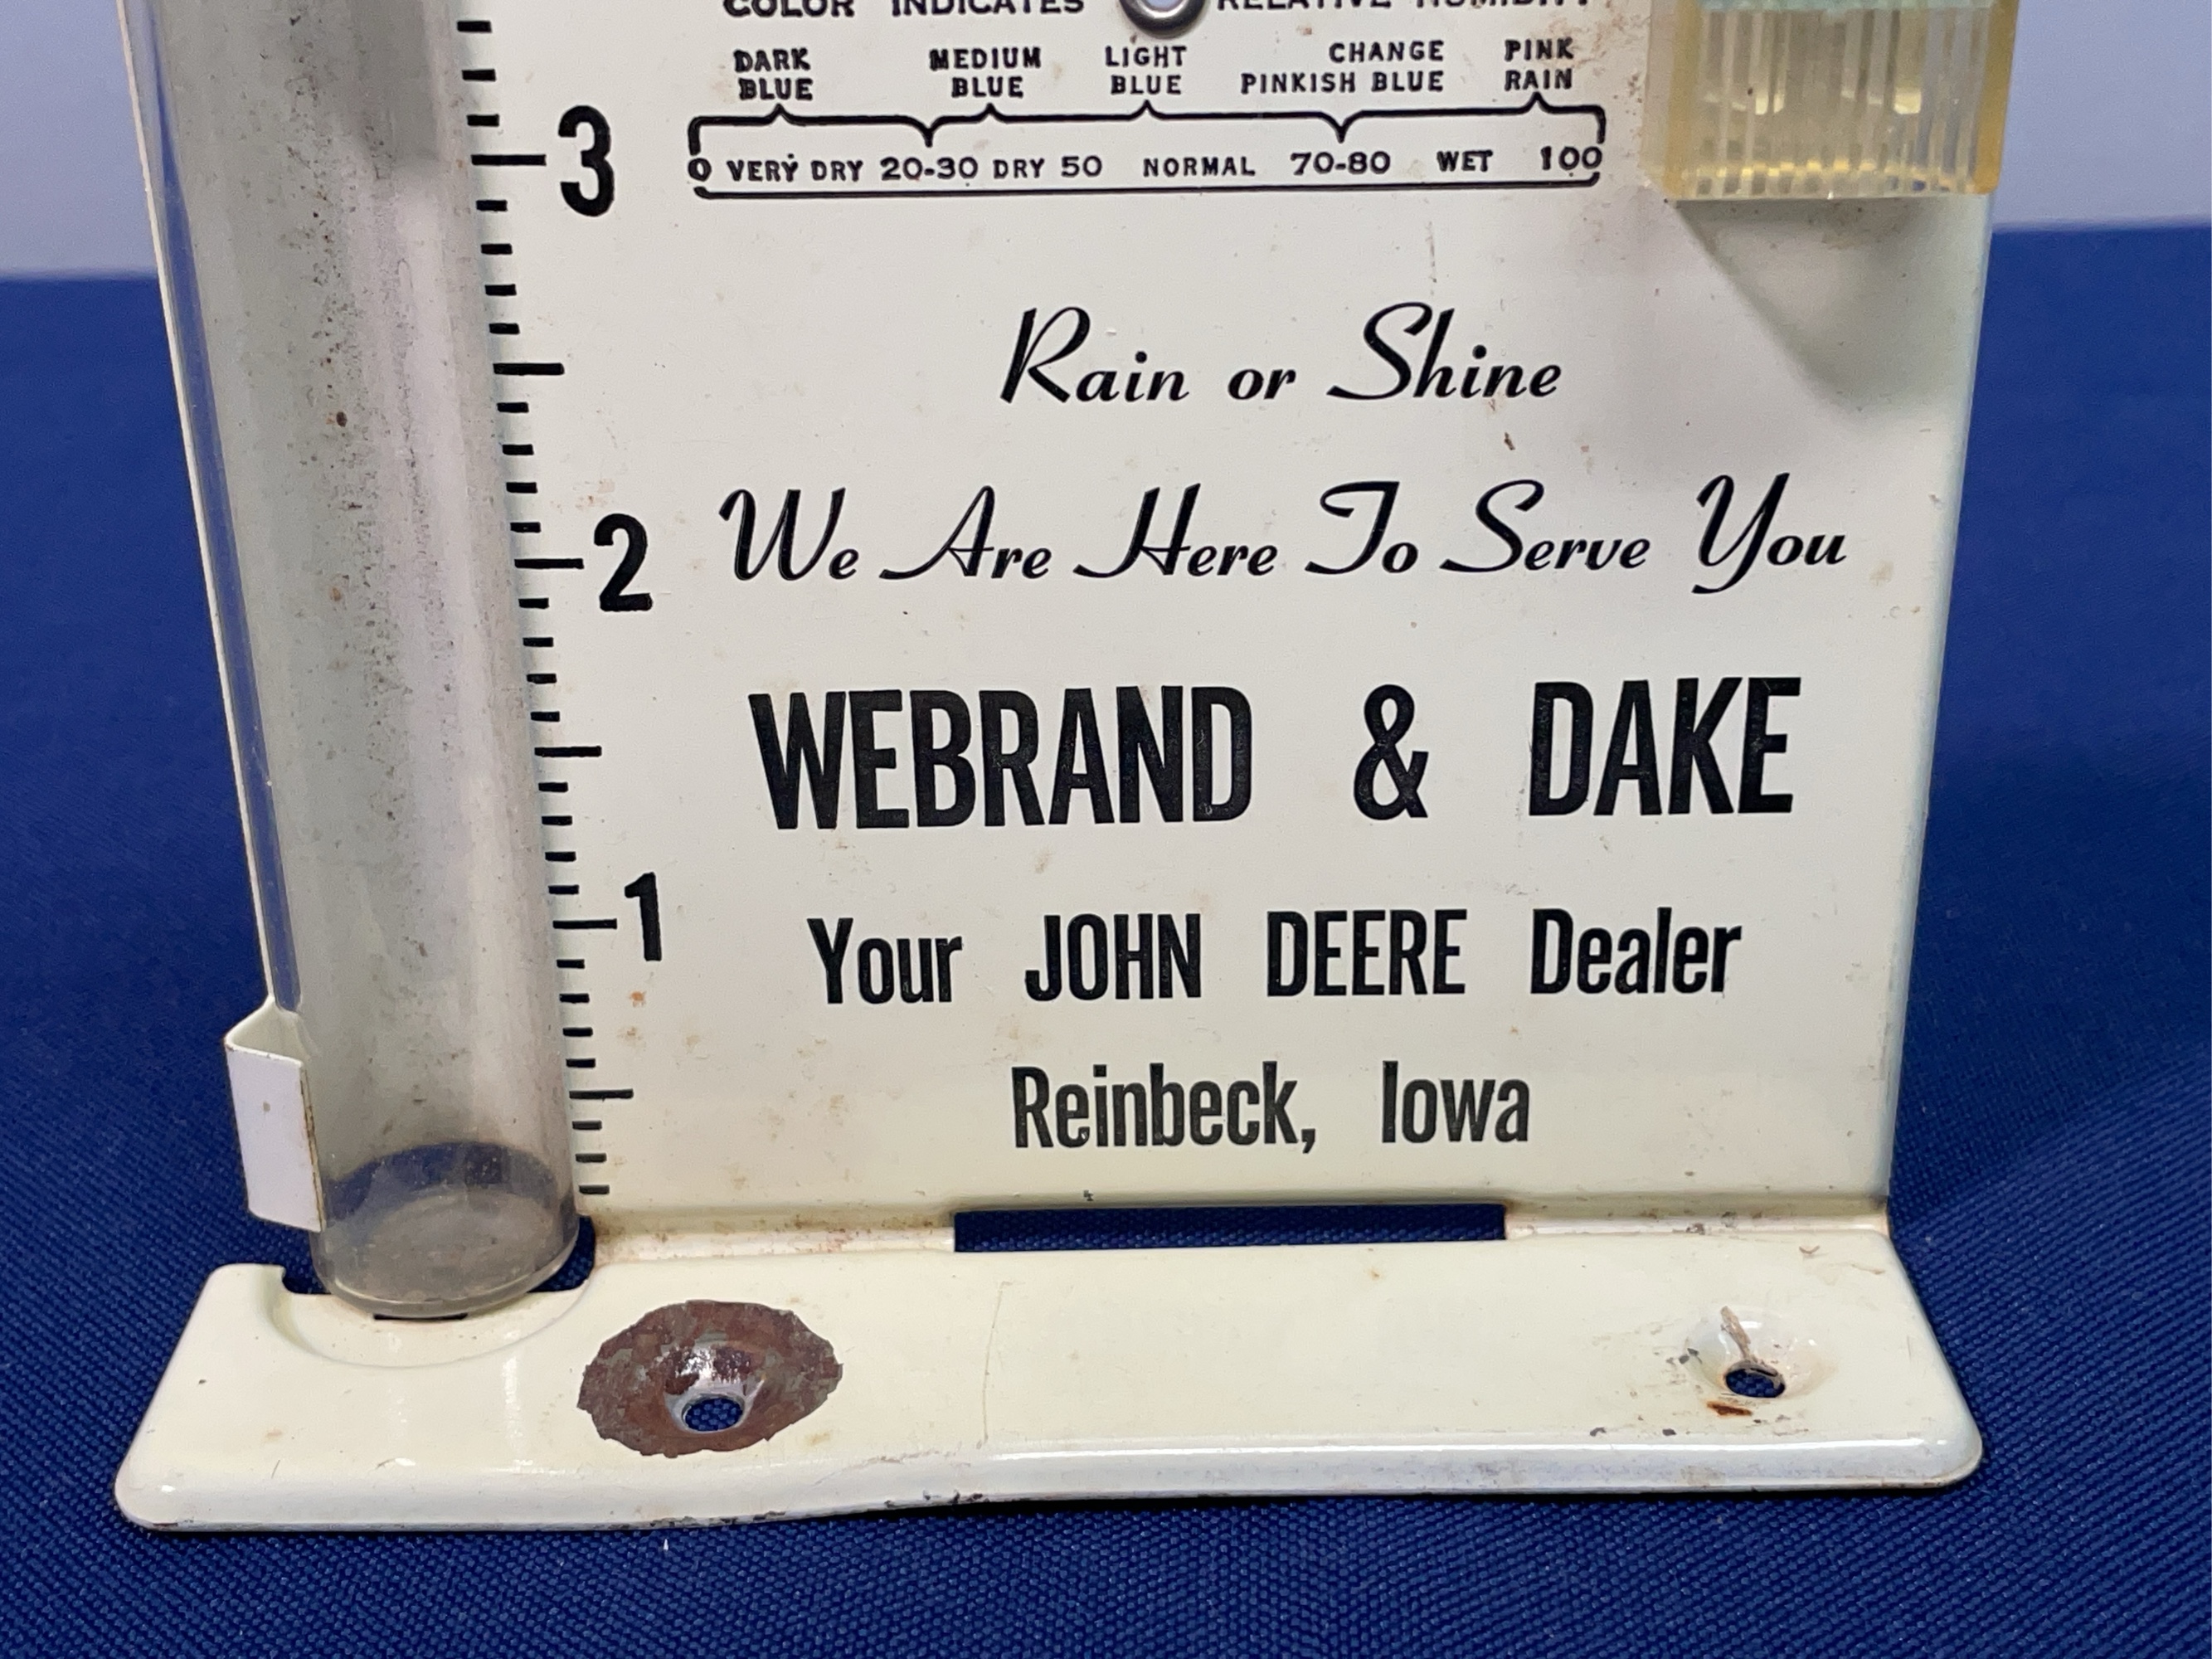 COLOR INDICATES RELATIVE HUMIDITY
DARK BLUE
MEDIUM BLUE
LIGHT BLUE
CHANGE PINKISH BLUE
PINK RAIN
0 VERY DRY 20-30 DRY 50 NORMAL 70-80 WET 100
3
Rain or Shine
We Are Here To Serve You
2
WEBRAND & DAKE
1
Your JOHN DEERE Dealer
Reinbeck, Iowa